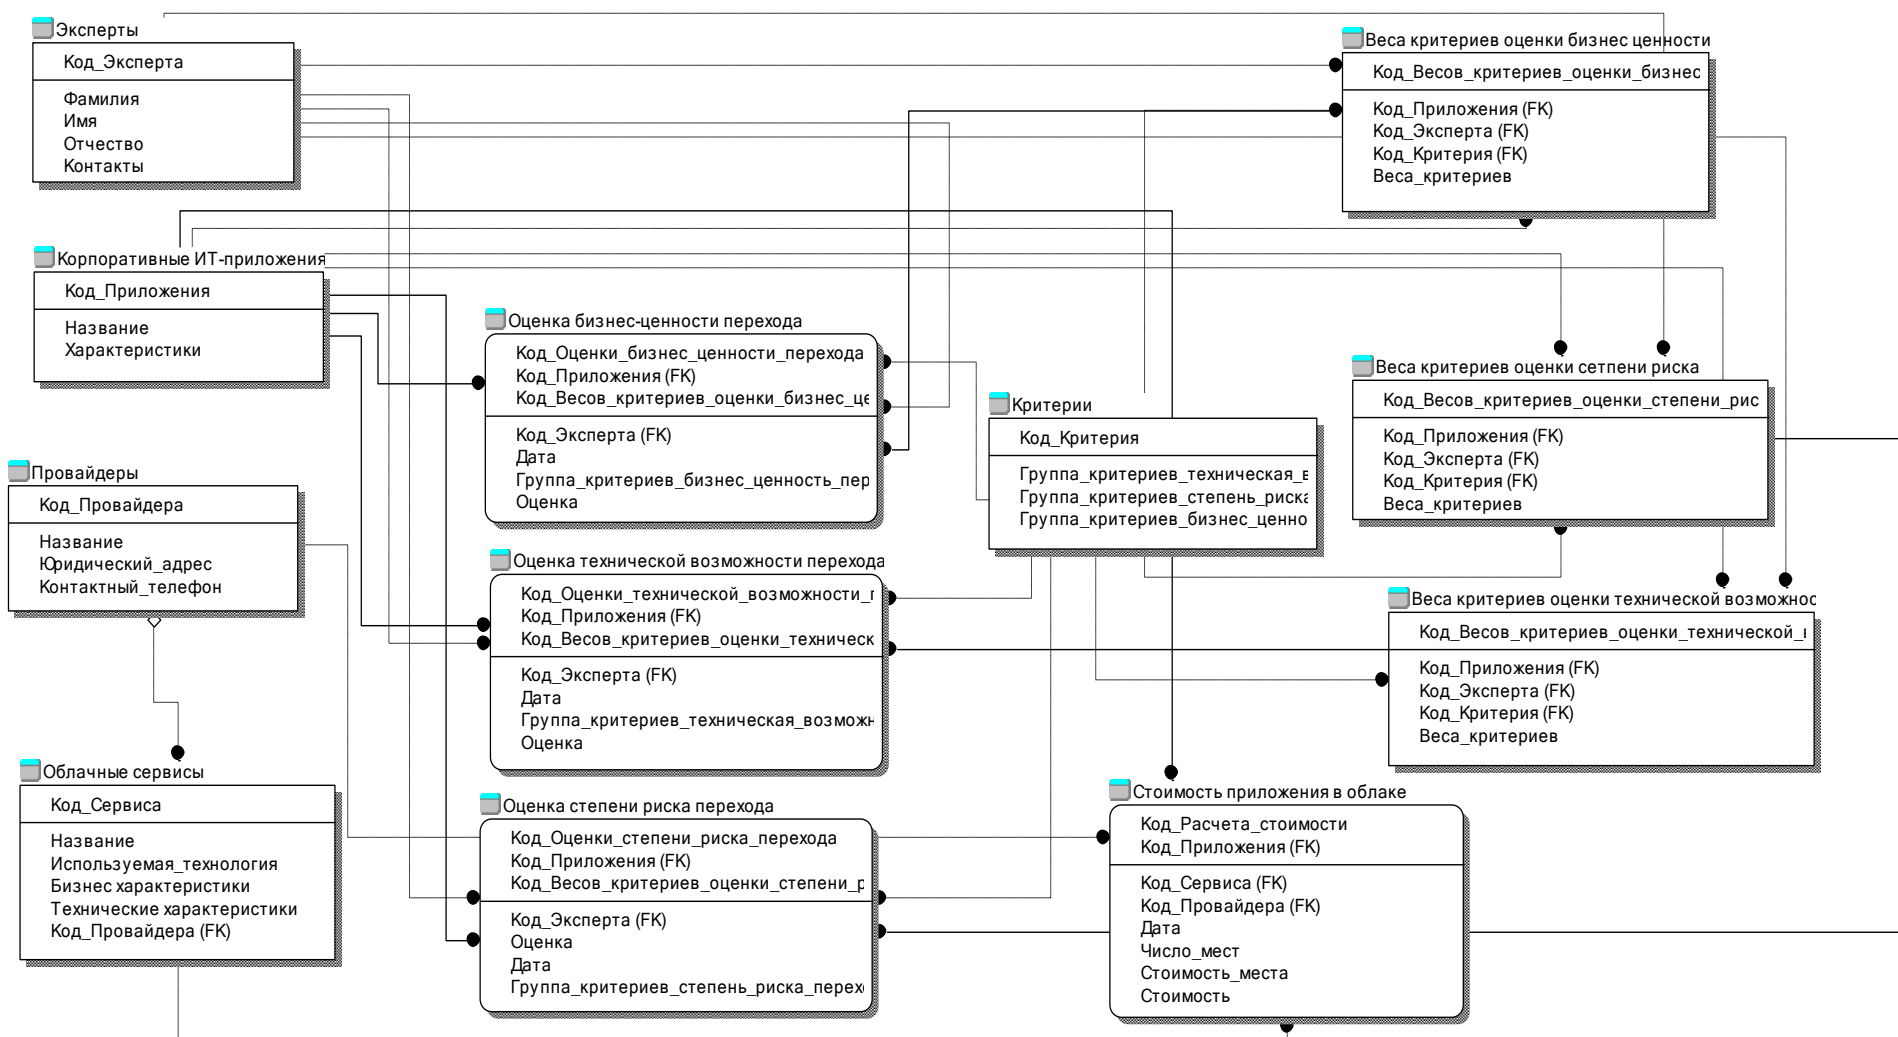 Эксперты
Код_Эксперта
Фамилия
Имя
Отчество
Контакты
Веса критериев оценки бизнес ценности
Код_Весов_критериев_оценки_бизнес
Код_Приложения (FK)
Код_Эксперта (FK)
Код_Критерия (FK)
Веса_критериев
Корпоративные ИТ-приложения
Код_Приложения
Название
Характеристики
Оценка бизнес-ценности перехода
Код_Оценки_бизнес_ценности_перехода
Код_Приложения (FK)
Код_Весов_критериев_оценки_бизнес_це
Код_Эксперта (FK)
Дата
Группа_критериев_бизнес_ценность_пер
Оценка
Критерии
Код_Критерия
Группа_критериев_техническая_в
Группа_критериев_степень_риска
Группа_критериев_бизнес_ценно
Веса критериев оценки сетпени риска
Код_Весов_критериев_оценки_степени_рис
Код_Приложения (FK)
Код_Эксперта (FK)
Код_Критерия (FK)
Веса_критериев
Провайдеры
Код_Провайдера
Название
Юридический_адрес
Контактный_телефон
Оценка технической возможности перехода
Код_Оценки_технической_возможности_п
Код_Приложения (FK)
Код_Весов_критериев_оценки_техническ
Код_Эксперта (FK)
Дата
Группа_критериев_техническая_возможн
Оценка
Веса критериев оценки технической возможнос
Код_Весов_критериев_оценки_технической_в
Код_Приложения (FK)
Код_Эксперта (FK)
Код_Критерия (FK)
Веса_критериев
Облачные сервисы
Код_Сервиса
Название
Используемая_технология
Бизнес характеристики
Технические характеристики
Код_Провайдера (FK)
Оценка степени риска перехода
Код_Оценки_степени_риска_перехода
Код_Приложения (FK)
Код_Весов_критериев_оценки_степени_р
Код_Эксперта (FK)
Оценка
Дата
Группа_критериев_степень_риска_перехо
Стоимость приложения в облаке
Код_Расчета_стоимости
Код_Приложения (FK)
Код_Сервиса (FK)
Код_Провайдера (FK)
Дата
Число_мест
Стоимость_места
Стоимость